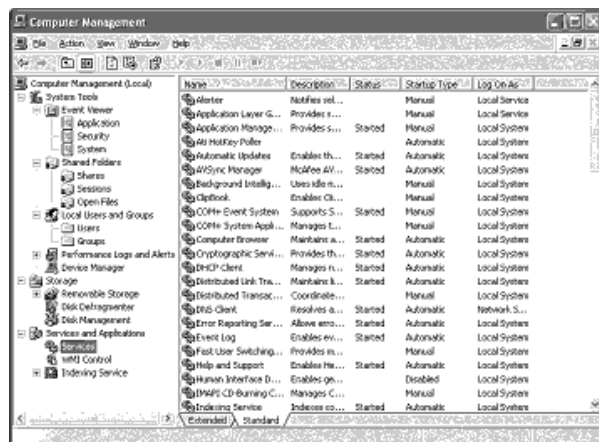 Computer Management
File Action View Window Help
Computer Management (Local)
System Tools
Event Viewer
Application
Security
System
Shared Folders
Shares
Sessions
Open Files
Local Users and Groups
Users
Groups
Performance Logs and Alerts
Device Manager
Storage
Removable Storage
Disk Defragmenter
Disk Management
Services and Applications
Services
WMI Control
Indexing Service
Name Description Status Startup Type Log On As
Alerter Notifies sel... Manual Local Service
Application Layer G... Provides s... Manual Local Service
Application Manage... Provides s... Started Manual Local System
Ati HotKey Poller Automatic Local System
Automatic Updates Enables th... Started Automatic Local System
AVSync Manager McAfee AV... Started Automatic Local System
Background Intellig... Uses idle n... Manual Local System
ClipBook Enables Cli... Manual Local System
COM+ Event System Supports S... Started Manual Local System
COM+ System Appli... Manages t... Manual Local System
Computer Browser Maintains a... Started Automatic Local System
Cryptographic Servi... Provides th... Started Automatic Local System
DHCP Client Manages n... Started Automatic Local System
Distributed Link Tra... Maintains li... Started Automatic Local System
Distributed Transac... Coordinate... Manual Local System
DNS Client Resolves a... Started Automatic Network S...
Error Reporting Ser... Allows erro... Started Automatic Local System
Event Log Enables ev... Started Automatic Local System
Fast User Switching... Provides m... Manual Local System
Help and Support Enables He... Started Automatic Local System
Human Interface D... Enables ge... Disabled Local System
IMAPI CD-Burning C... Manages C... Manual Local System
Indexing Service Indexes co... Started Automatic Local System
Extended Standard